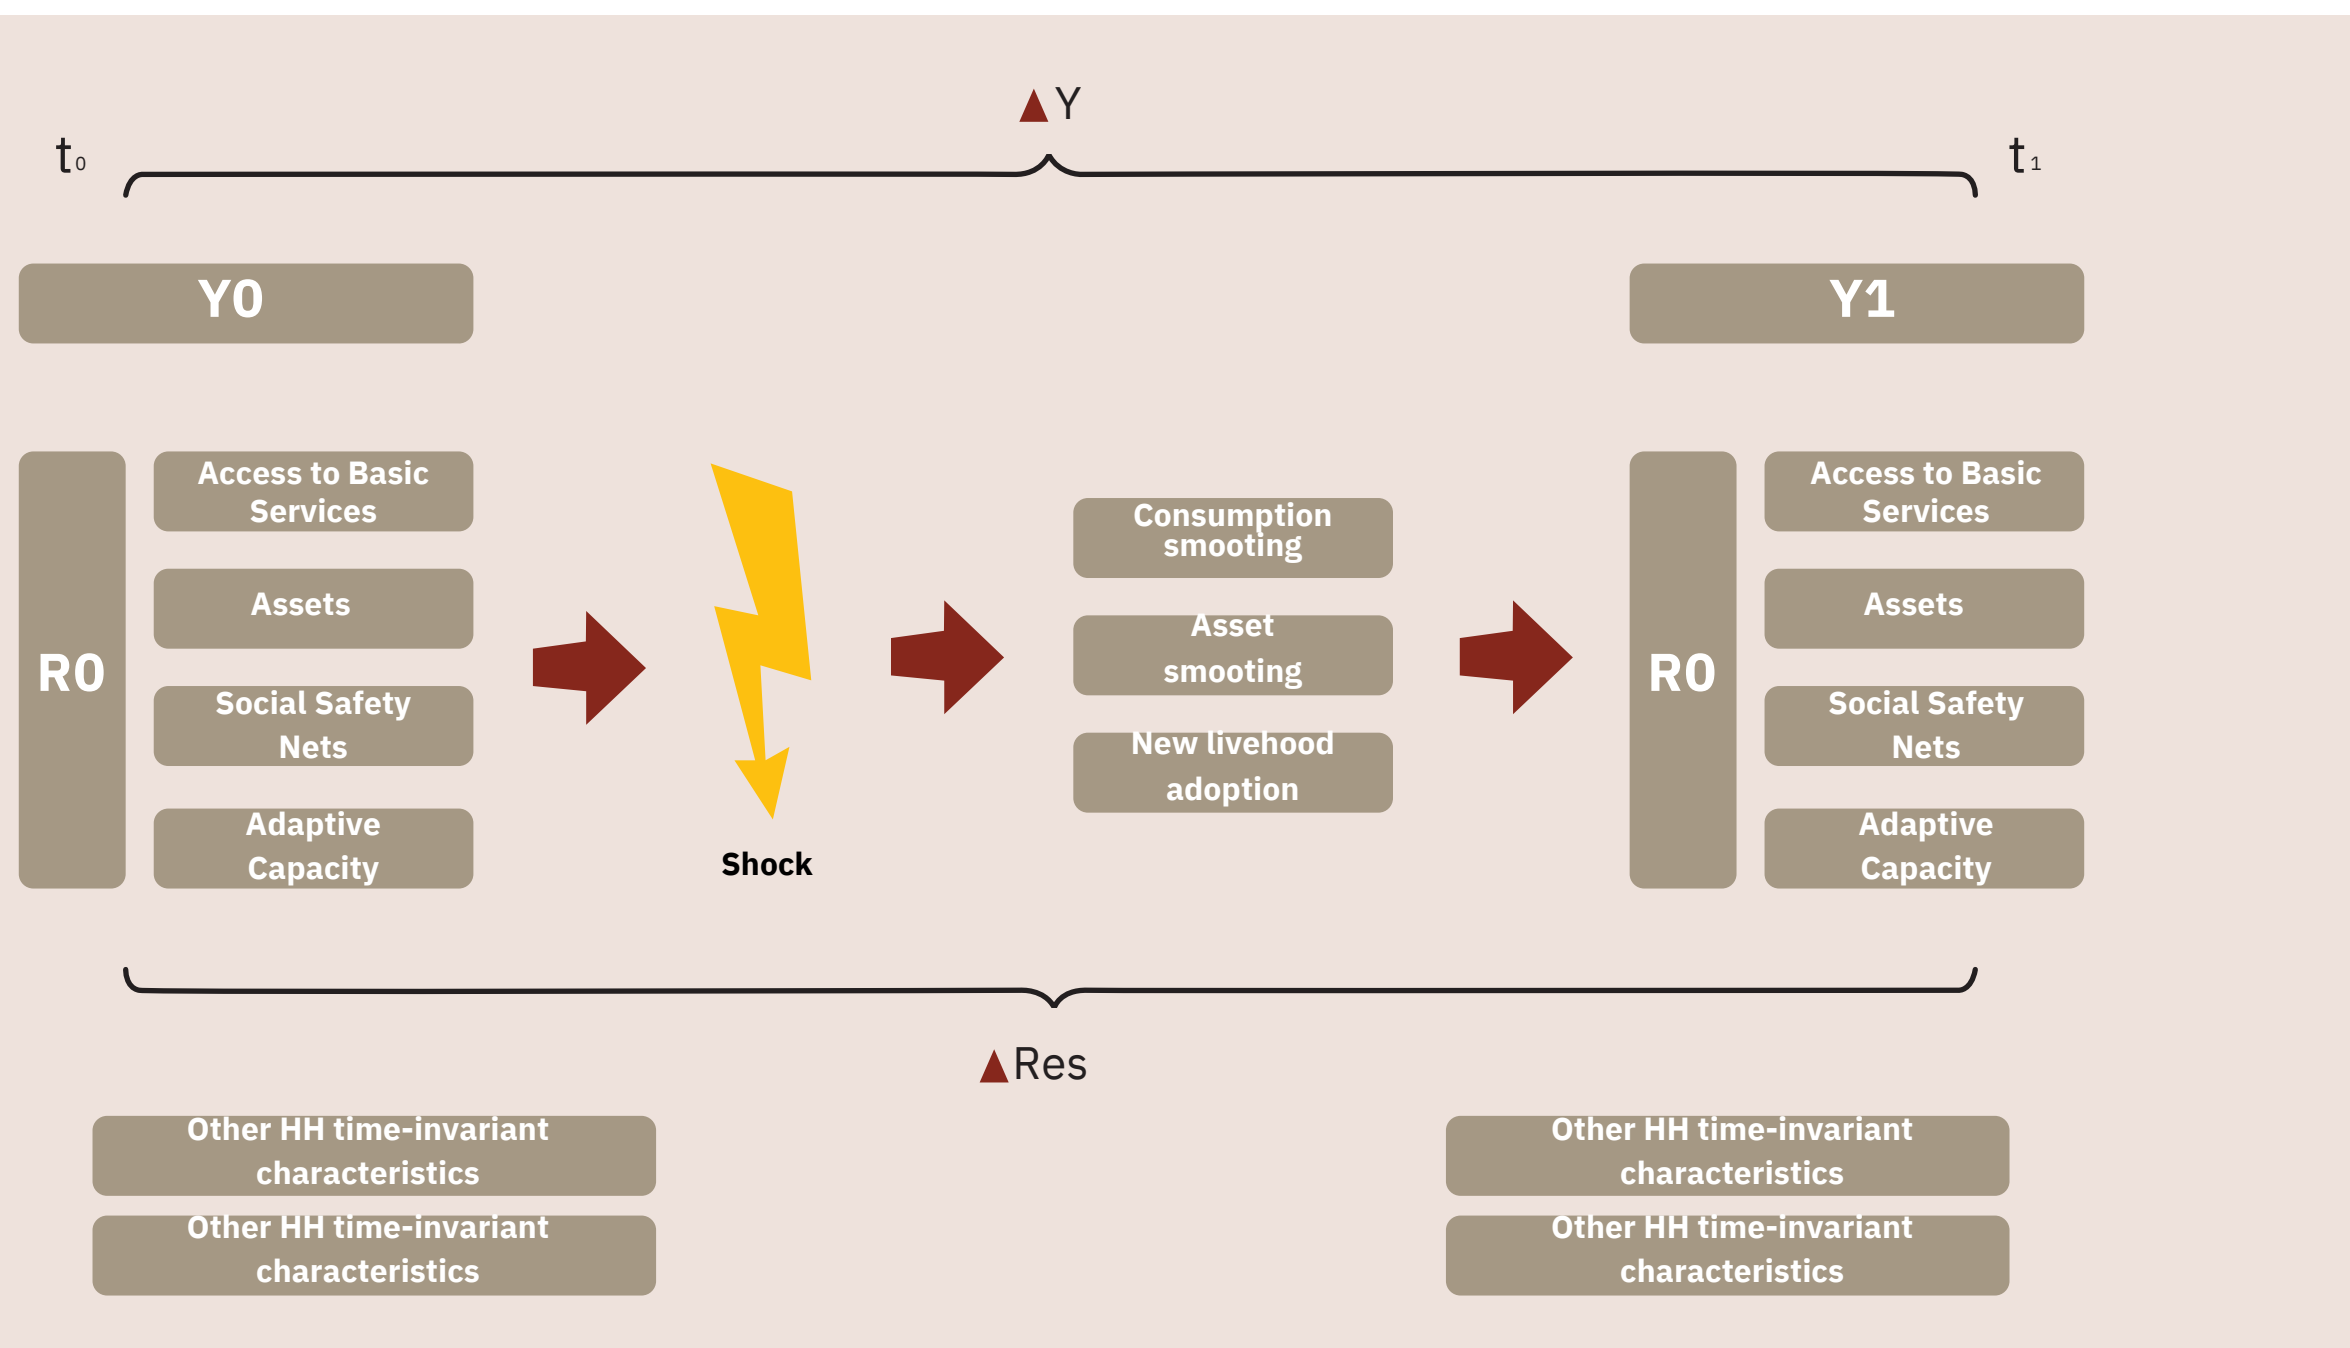 ▲Y
t0
t1
Y0
Y1
R0
Access to Basic
Services
Assets
Social Safety
Nets
Adaptive
Capacity
Shock
Consumption
smooting
Asset
smooting
New livehood
adoption
R0
Access to Basic
Services
Assets
Social Safety
Nets
Adaptive
Capacity
▲Res
Other HH time-invariant
characteristics
Other HH time-invariant
characteristics
Other HH time-invariant
characteristics
Other HH time-invariant
characteristics